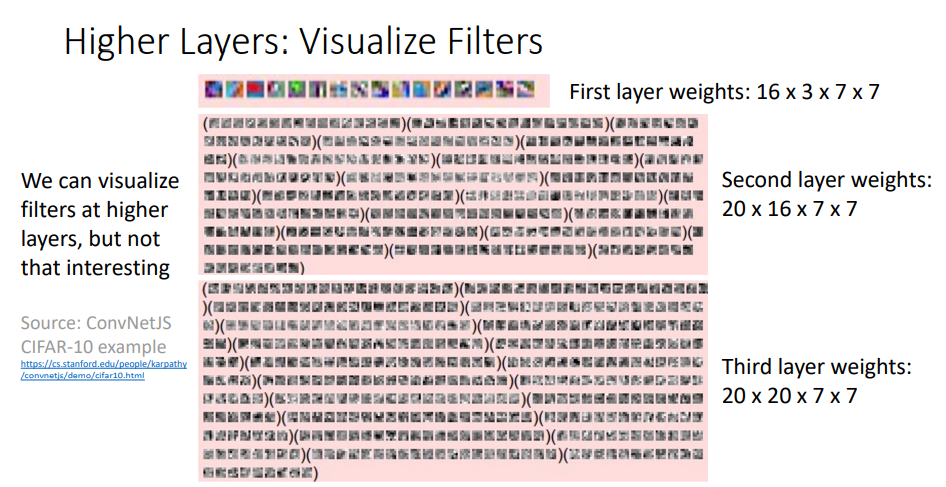 Higher Layers: Visualize Filters
First layer weights: 16 x 3 x 7 x 7
We can visualize
filters at higher
layers, but not
that interesting
Second layer weights:
20 x 16 x 7 x 7
Source: ConvNetJS
CIFAR-10 example
https://cs.stanford.edu/people/karpathy
/convnetjs/demo/cifar10.html
Third layer weights:
20 x 20 x 7 x 7